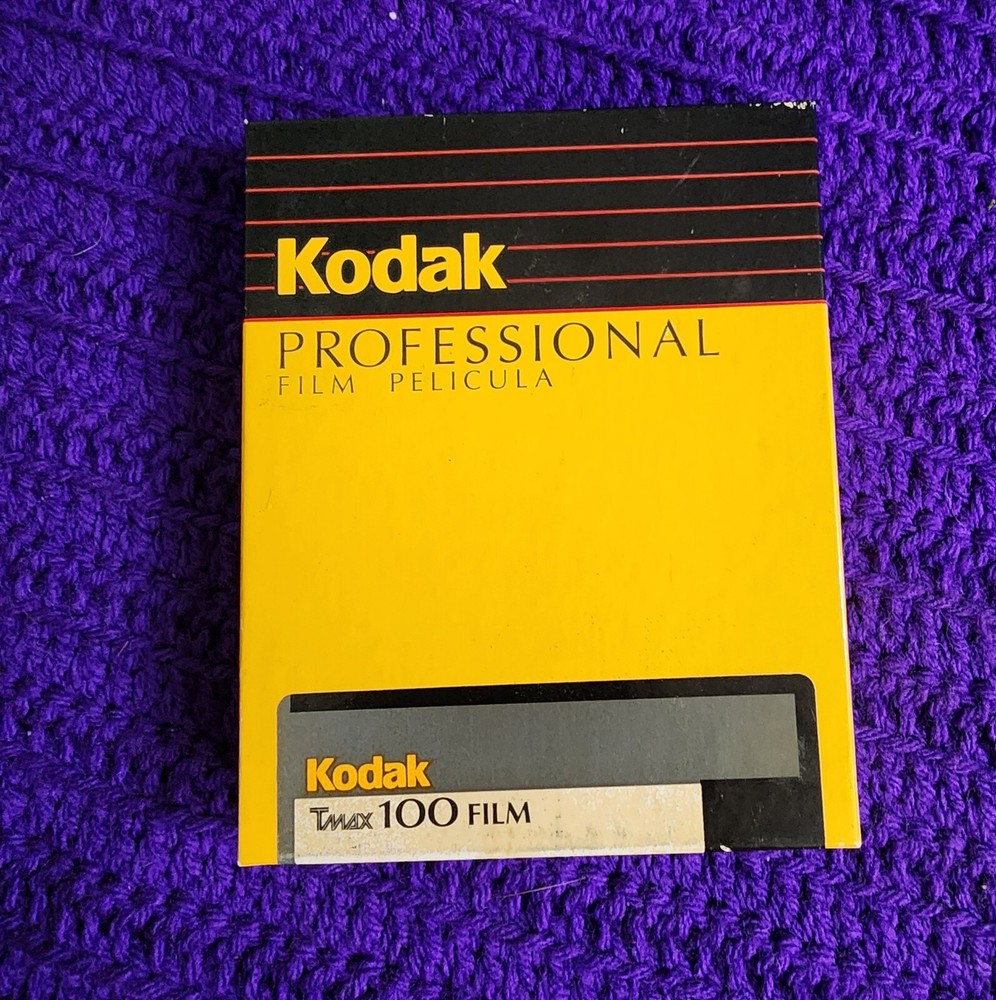 Kodak
PROFESSIONAL
FILM PELICULA
Kodak
TMAX 100 FILM